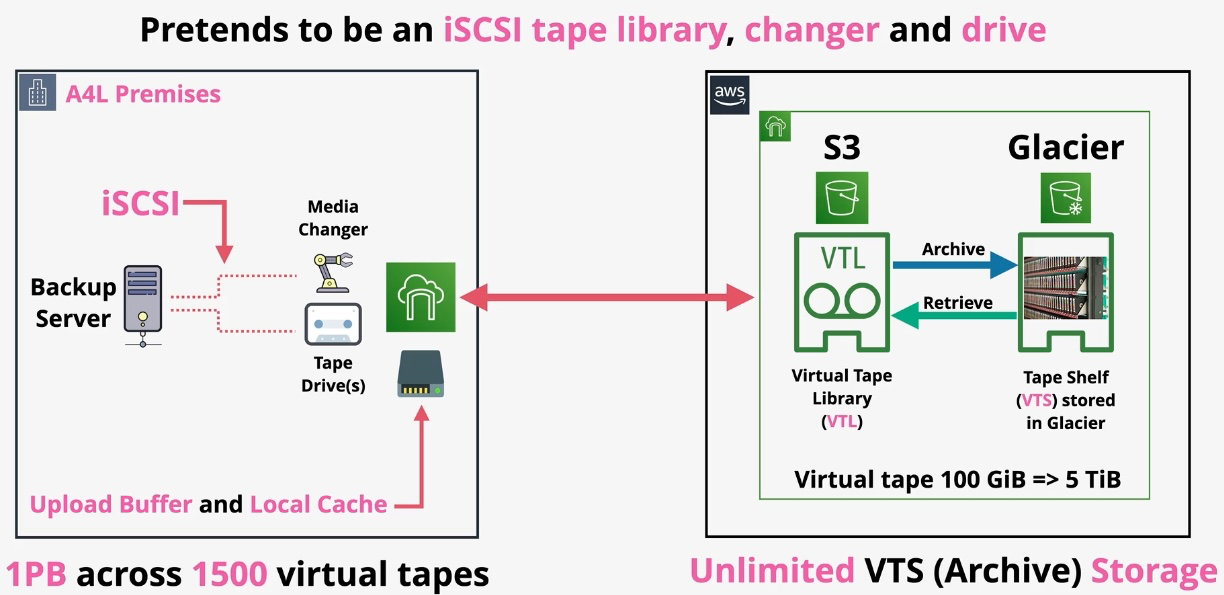 Pretends to be an iSCSI tape library, changer and drive
A4L Premises
iSCSI
Media
Changer
Backup
Server
Tape
Drive(s)
Upload Buffer and Local Cache
1PB across 1500 virtual tapes
aws
S3
Glacier
VTL
Archive
Retrieve
Virtual Tape
Library
(VTL)
Tape Shelf
(VTS) stored
in Glacier
Virtual tape 100 GiB => 5 TiB
Unlimited VTS (Archive) Storage